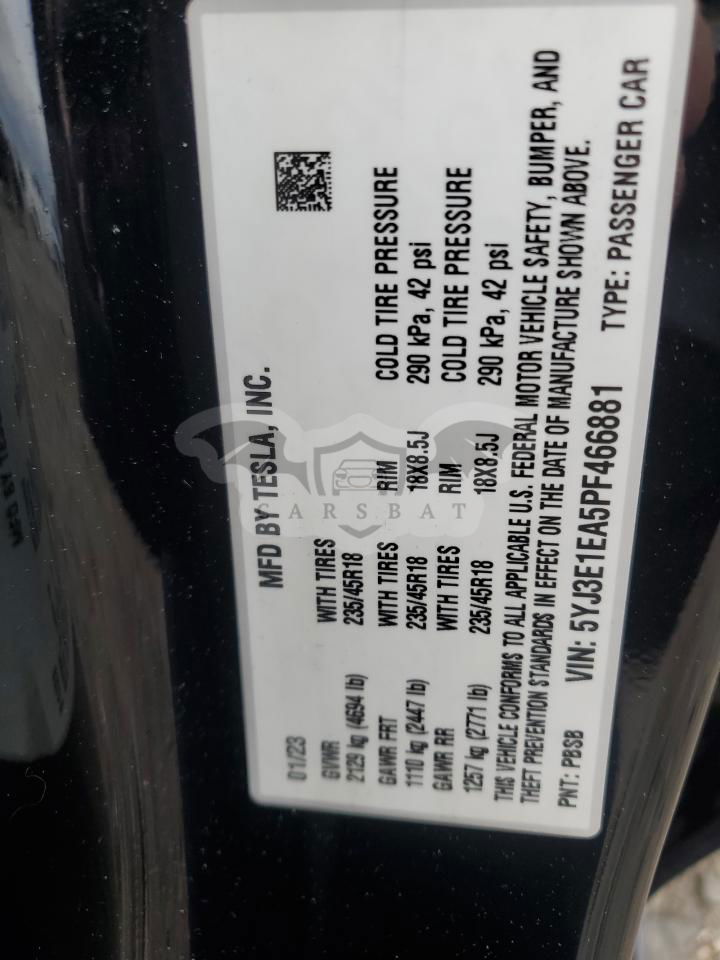 MFD BY TESLA, INC.
01/23
GVWR
2129 kg (4694 lb)
WITH TIRES
235/45R18
GAWR FRT
1110 kg (2447 lb)
WITH TIRES
235/45R18
RIM
18X8.5J
COLD TIRE PRESSURE
290 kPa, 42 psi
GAWR RR
1257 kg (2771 lb)
WITH TIRES
235/45R18
RIM
18X8.5J
COLD TIRE PRESSURE
290 kPa, 42 psi
THIS VEHICLE CONFORMS TO ALL APPLICABLE U.S. FEDERAL MOTOR VEHICLE SAFETY, BUMPER, AND
THEFT PREVENTION STANDARDS IN EFFECT ON THE DATE OF MANUFACTURE SHOWN ABOVE.
PNT: PBSB
VIN: 5YJ3E1EA5PF466881
TYPE: PASSENGER CAR
CARSBAT
MFD BY TE